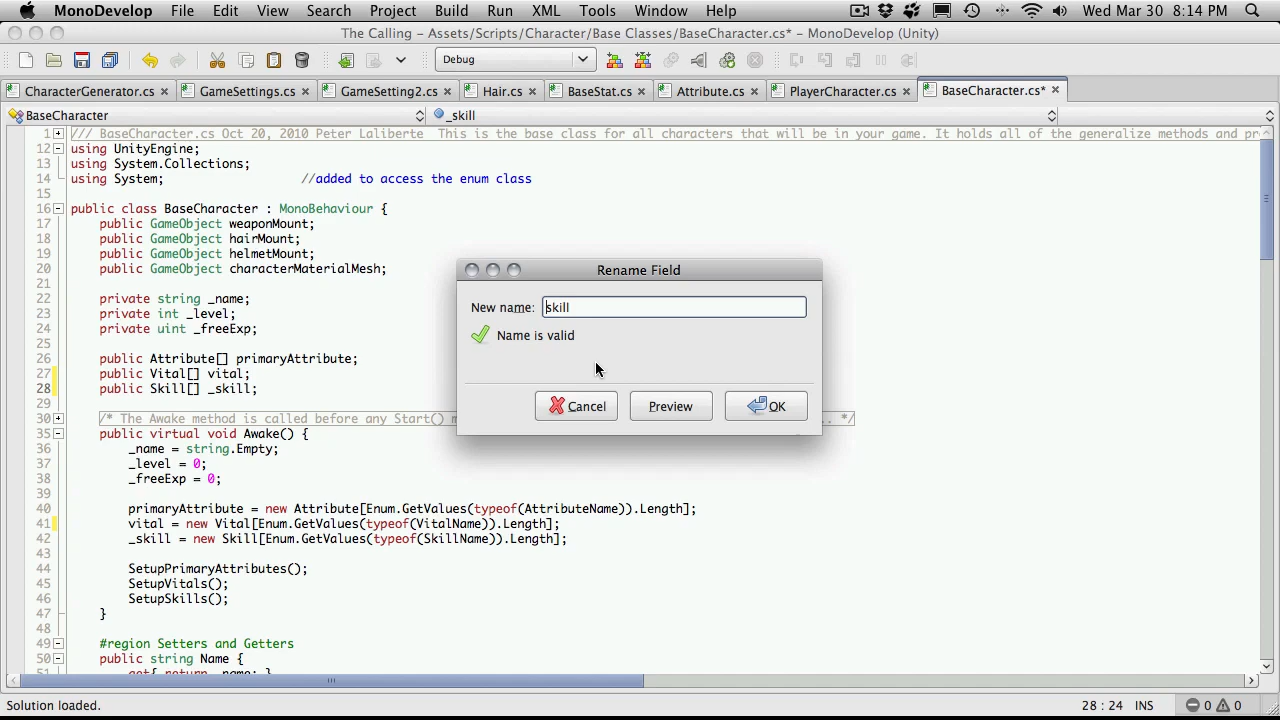 MonoDevelop File Edit View Search Project Build Run XML Tools Window Help Wed Mar 30 8:14 PM
The Calling - Assets/Scripts/Character/Base Classes/BaseCharacter.cs* - MonoDevelop (Unity)
Debug
CharacterGenerator.cs GameSettings.cs GameSetting2.cs Hair.cs BaseStat.cs Attribute.cs PlayerCharacter.cs BaseCharacter.cs*
BaseCharacter _skill
1 /// BaseCharacter.cs Oct 20, 2010 Peter Laliberte This is the base class for all characters that will be in your game. It holds all of the generalize methods and pr
12 using UnityEngine;
13 using System.Collections;
14 using System; //added to access the enum class
15
16 public class BaseCharacter : MonoBehaviour {
17 public GameObject weaponMount;
18 public GameObject hairMount;
19 public GameObject helmetMount;
20 public GameObject characterMaterialMesh;
21
22 private string _name;
23 private int _level;
24 private uint _freeExp;
25
26 public Attribute[] primaryAttribute;
27 public Vital[] vital;
28 public Skill[] _skill;
29
30 /* The Awake method is called before any Start() m .. */
35 public virtual void Awake() {
36 _name = string.Empty;
37 _level = 0;
38 _freeExp = 0;
39
40 primaryAttribute = new Attribute[Enum.GetValues(typeof(AttributeName)).Length];
41 vital = new Vital[Enum.GetValues(typeof(VitalName)).Length];
42 _skill = new Skill[Enum.GetValues(typeof(SkillName)).Length];
43
44 SetupPrimaryAttributes();
45 SetupVitals();
46 SetupSkills();
47 }
48
49 #region Setters and Getters
50 public string Name {
51 get{ return _name; }
Rename Field
New name: skill
Name is valid
Cancel Preview OK
Solution loaded. 28 : 24 INS 0 0